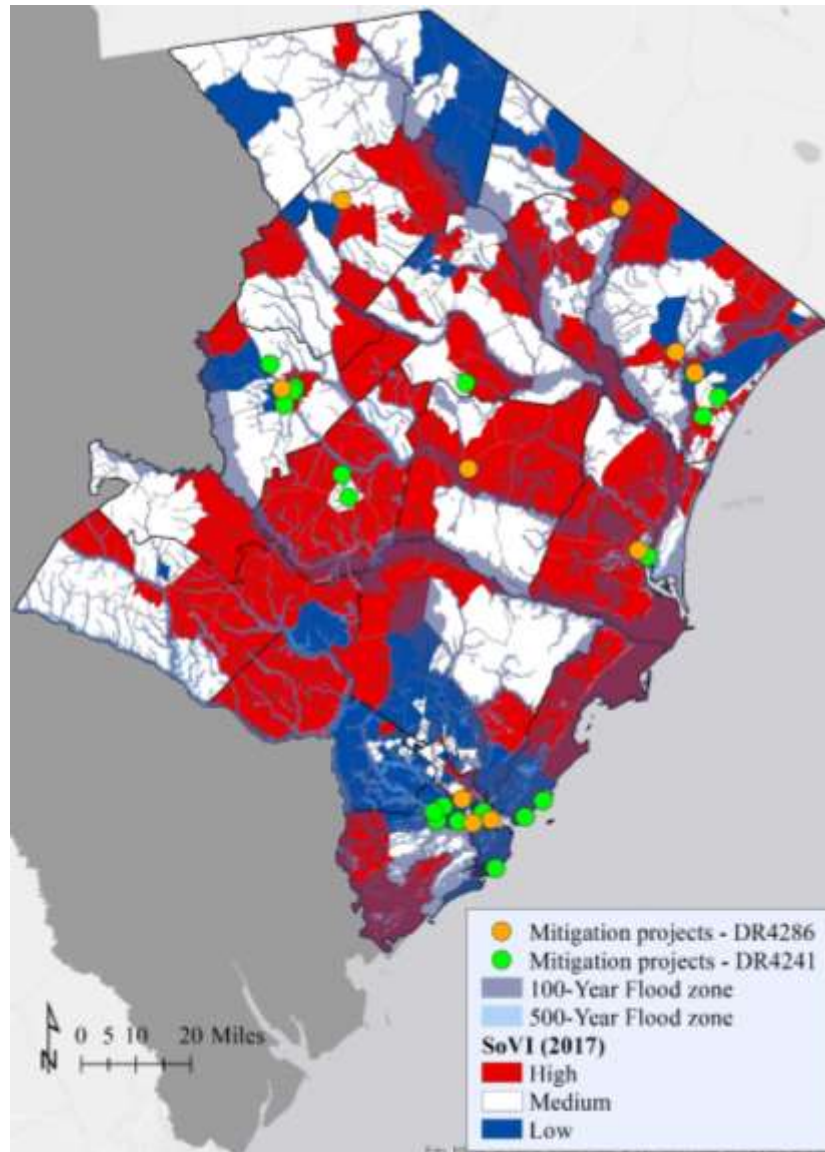 Mitigation projects - DR4286
Mitigation projects - DR4241
100-Year Flood zone
500-Year Flood zone
SoVI (2017)
High
Medium
Low
0 5 10 20 Miles
N